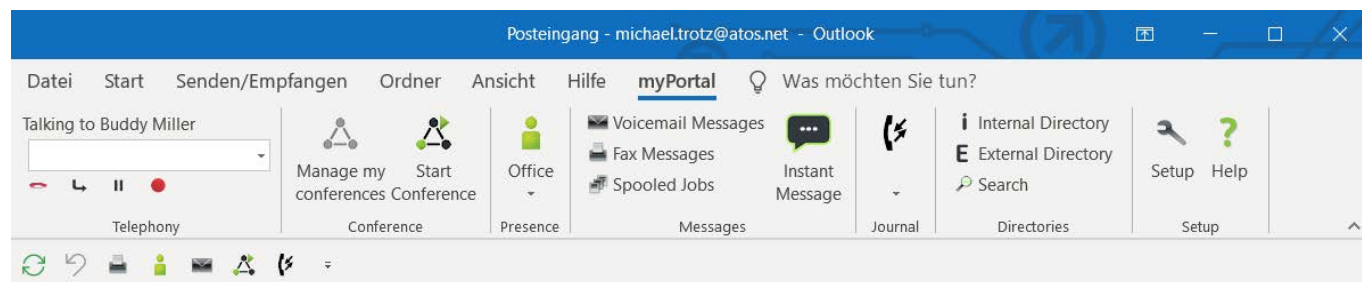 Posteingang - michael.trotz@atos.net - Outlook
Datei Start Senden/Empfangen Ordner Ansicht Hilfe myPortal Was möchten Sie tun?
Talking to Buddy Miller
Manage my conferences
Start Conference
Office
Voicemail Messages
Fax Messages
Spooled Jobs
Instant Message
i Internal Directory
E External Directory
Search
Setup
Help
Telephony Conference Presence Messages Journal Directories Setup